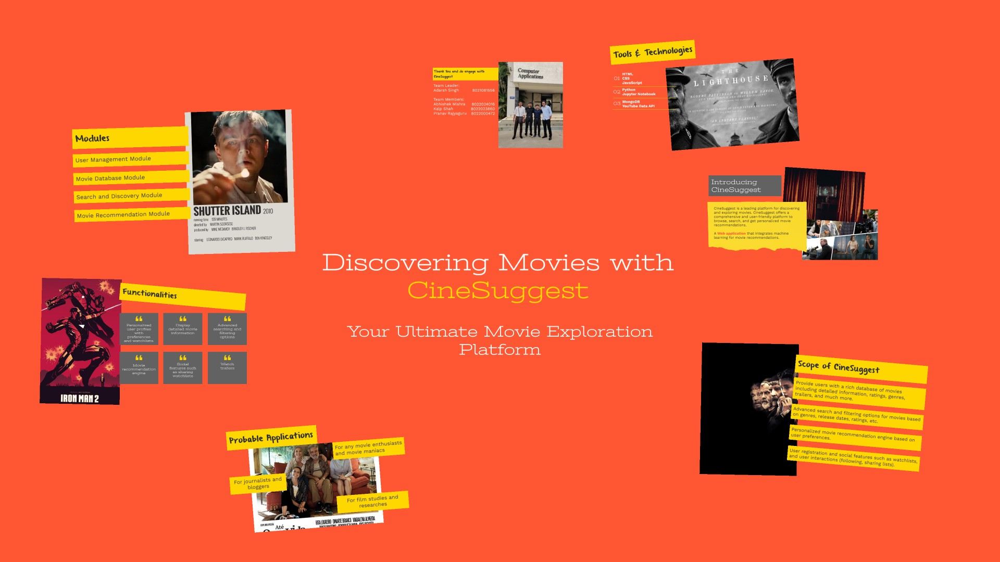 Discovering Movies with
CineSuggest
Your Ultimate Movie Exploration
Platform
Introducing
CineSuggest
CineSuggest is a leading platform for discovering
and exploring movies. CineSuggest offers a
comprehensive and user-friendly platform to
browse, search, and get personalized movie
recommendations.
A Web application that integrates machine
learning for movie recommendations.
Scope of CineSuggest
Provide users with a rich database of movies
including detailed information, ratings, genres,
trailers, and much more.
Advanced search and filtering options for movies based
on genres, release dates, ratings, etc.
Personalized movie recommendation engine based on
user preferences.
User registration and social features such as watchlists,
and user interactions (following, sharing lists).
Probable Applications
For any movie enthusiasts
and movie maniacs
For journalists and
bloggers
For film studies and
researches
RITA LOUREIRO DINARTE BRANCO MADALENA ALMEIDA
Até
Functionalities
Personalized
user profiles
with
preferences
and watchlists.
Display
detailed movie
information
Advanced
searching and
filtering
options
Movie
recommendation
engine
Social
features such
as sharing
watchlists
Watch
trailers
IRON MAN 2
Modules
User Management Module
Movie Database Module
Search and Discovery Module
Movie Recommendation Module
SHUTTER ISLAND 2010
running time 139 MINUTES
directed by MARTIN SCORSESE
produced by MIKE MEDAVOY BRADLEY J. FISCHER
starring LEONARDO DiCAPRIO MARK RUFFALO BEN KINGSLEY
Tools & Technologies
01 HTML
CSS
JavaScript
02 Python
Jupyter Notebook
03 MongoDB
YouTube Data API
THE
LIGHTHOUSE
"ROBERT PATTINSON & WILLEM DAFOE.
"AN INSTANT CLASSIC."
Thank You and do engage with
CineSuggest
Team Leader:
Adarsh Singh 8021081556
Team Members:
Abhishek Mishra 8022024016
Kalp Shah 8022023860
Pranav Rajyaguru 8022000472
Computer
Applications